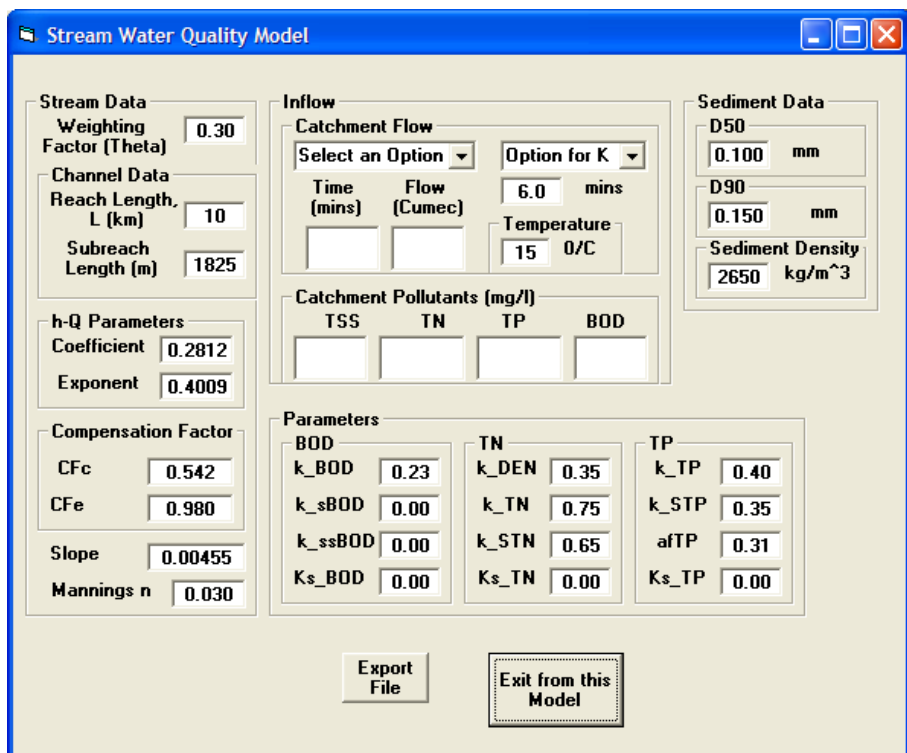 Stream Water Quality Model
Stream Data
Weighting
Factor (Theta)
0.30
Channel Data
Reach Length,
L (km)
10
Subreach
Length (m)
1825
h-Q Parameters
Coefficient
0.2812
Exponent
0.4009
Compensation Factor
CFc
0.542
CFe
0.980
Slope
0.00455
Mannings n
0.030
Inflow
Catchment Flow
Select an Option
Option for K
Time
(mins)
Flow
(Cumec)
6.0 mins
Temperature
15 0/C
Catchment Pollutants (mg/l)
TSS TN TP BOD
Sediment Data
D50
0.100 mm
D90
0.150 mm
Sediment Density
2650 kg/m^3
Parameters
BOD
k_BOD 0.23
k_sBOD 0.00
k_ssBOD 0.00
Ks_BOD 0.00
TN
k_DEN 0.35
k_TN 0.75
k_STN 0.65
Ks_TN 0.00
TP
k_TP 0.40
k_STP 0.35
afTP 0.31
Ks_TP 0.00
Export
File
Exit from this
Model